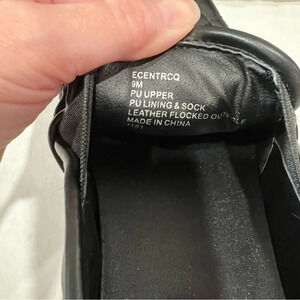 ECENTRCQ
9M
PU UPPER
PU LINING & SOCK
LEATHER FLOCKED OUTSOLE
MADE IN CHINA